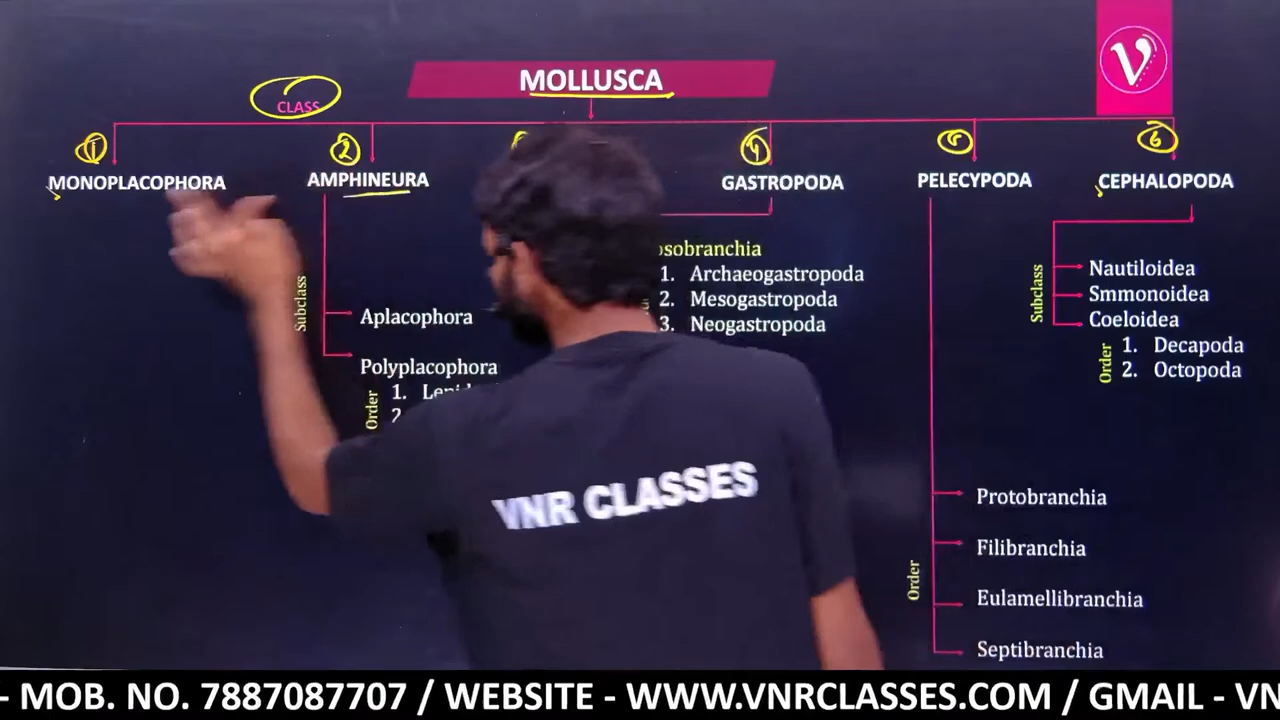 MOLLUSCA
V
CLASS
1 2 4 5 6
MONOPLACOPHORA AMPHINEURA GASTROPODA PELECYPODA CEPHALOPODA
Subclass
Aplacophora
Polyplacophora
Order
1.
2
sobranchia
1. Archaeogastropoda
2. Mesogastropoda
3. Neogastropoda
Order
Protobranchia
Filibranchia
Eulamellibranchia
Septibranchia
Subclass
Nautiloidea
Smmonoidea
Coeloidea
Order
1. Decapoda
2. Octopoda
VNR CLASSES
- MOB. NO. 7887087707 / WEBSITE - WWW.VNRCLASSES.COM / GMAIL - VN